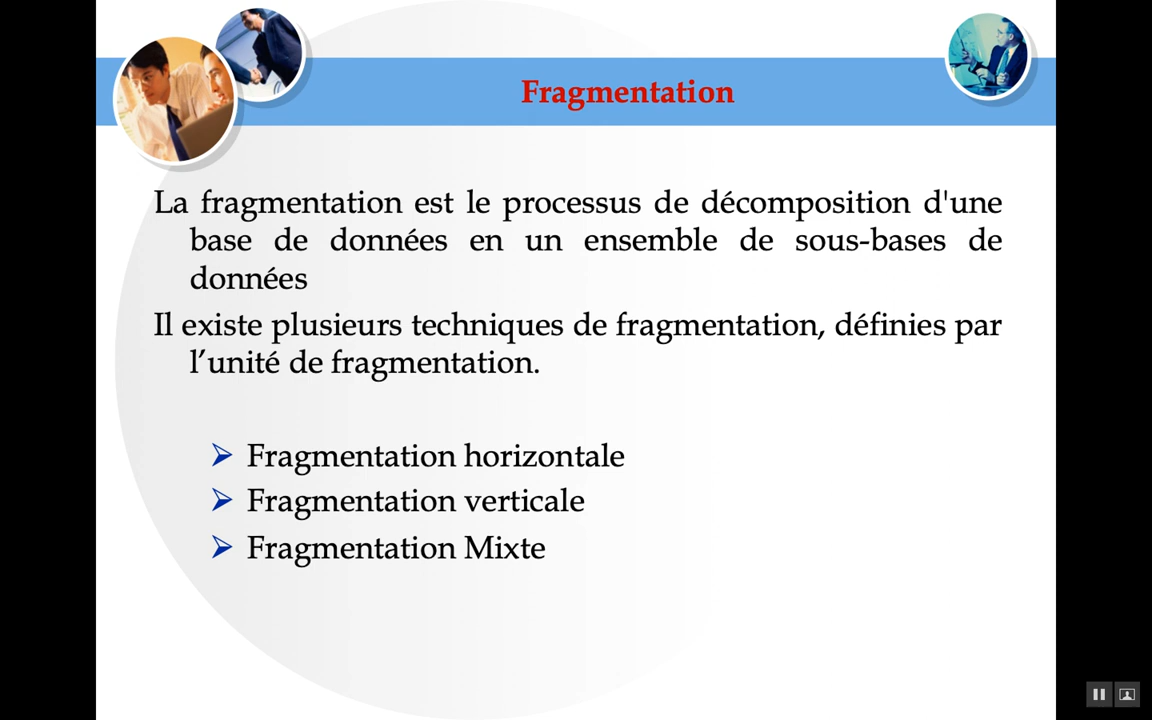 Fragmentation
La fragmentation est le processus de décomposition d'une
base de données en un ensemble de sous-bases de
données
Il existe plusieurs techniques de fragmentation, définies par
l’unité de fragmentation.
Fragmentation horizontale
Fragmentation verticale
Fragmentation Mixte